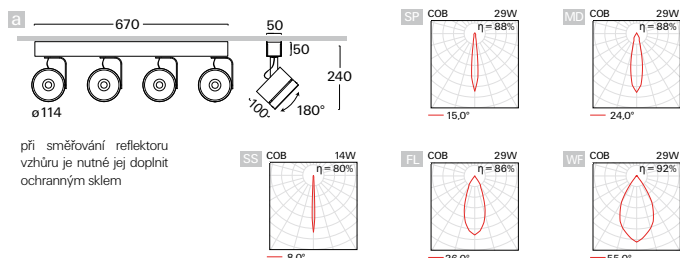 a
670
50
50
240
ø114
-100-
180°
při směřování reflektoru
vzhůru je nutné jej doplnit
ochranným sklem
SP COB 29W
η = 88%
15,0°
MD COB 29W
η = 88%
24,0°
SS COB 14W
η = 80%
8,0°
FL COB 29W
η = 86%
36,0°
WF COB 29W
η = 92%
55,0°